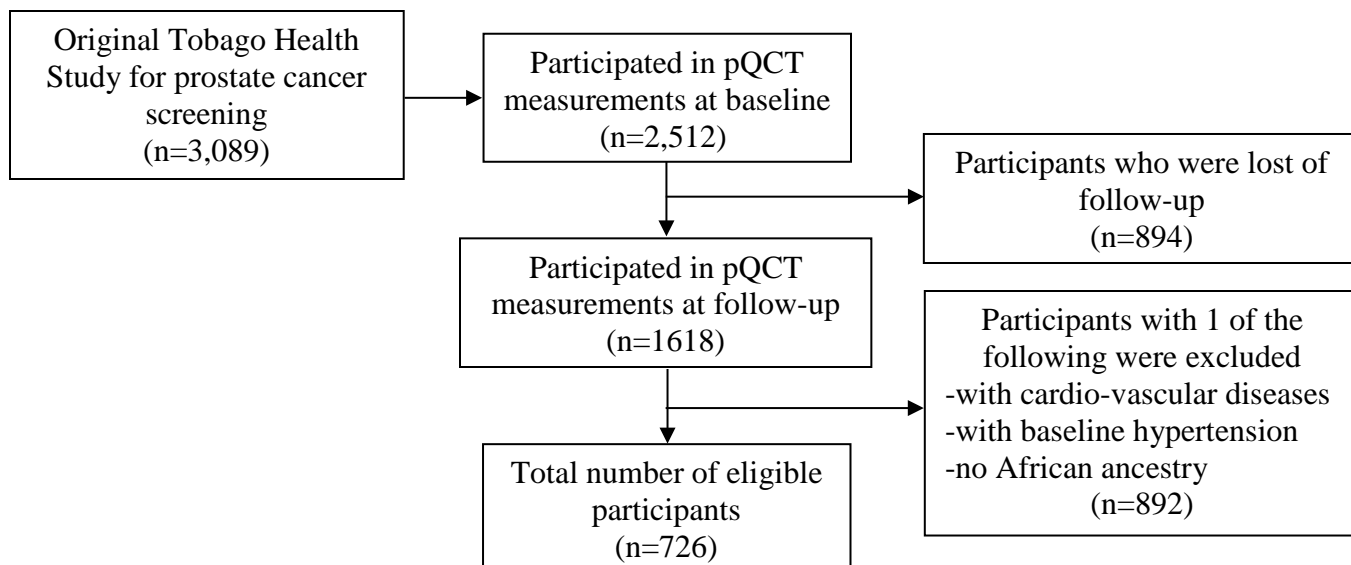 Original Tobago Health
Study for prostate cancer
screening
(n=3,089)
Participated in pQCT
measurements at baseline
(n=2,512)
Participants who were lost of
follow-up
(n=894)
Participated in pQCT
measurements at follow-up
(n=1618)
Participants with 1 of the
following were excluded
-with cardio-vascular diseases
-with baseline hypertension
-no African ancestry
(n=892)
Total number of eligible
participants
(n=726)